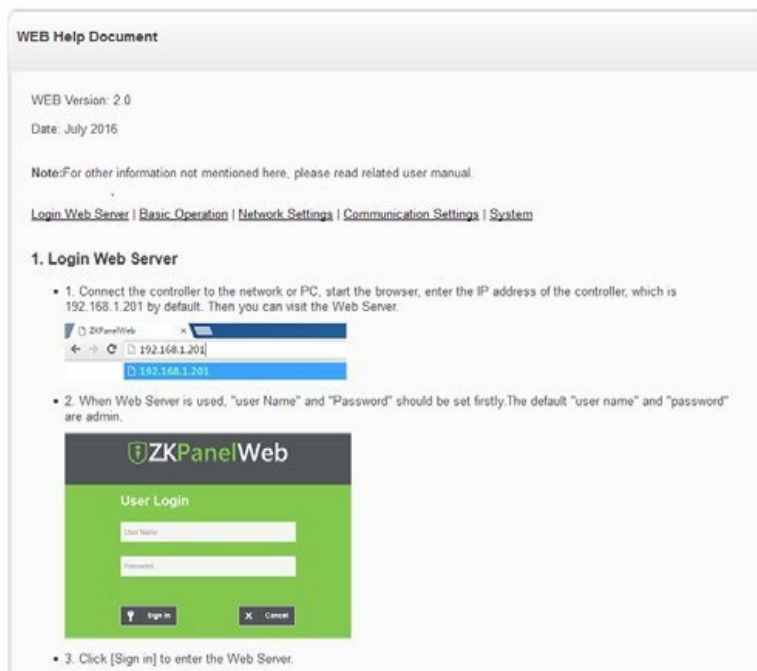 WEB Help Document
WEB Version: 2.0
Date: July 2016
Note:For other information not mentioned here, please read related user manual.
Login Web Server | Basic Operation | Network Settings | Communication Settings | System
1. Login Web Server
• 1. Connect the controller to the network or PC, start the browser, enter the IP address of the controller, which is
192.168.1.201 by default. Then you can visit the Web Server.
ZKPanelWeb
192.168.1.201
192.168.1.201
• 2. When Web Server is used, "user Name" and "Password" should be set firstly.The default "user name" and "password"
are admin.
ZKPanelWeb
User Login
User Name
Password
Sign In
X Cancel
• 3. Click [Sign in] to enter the Web Server.